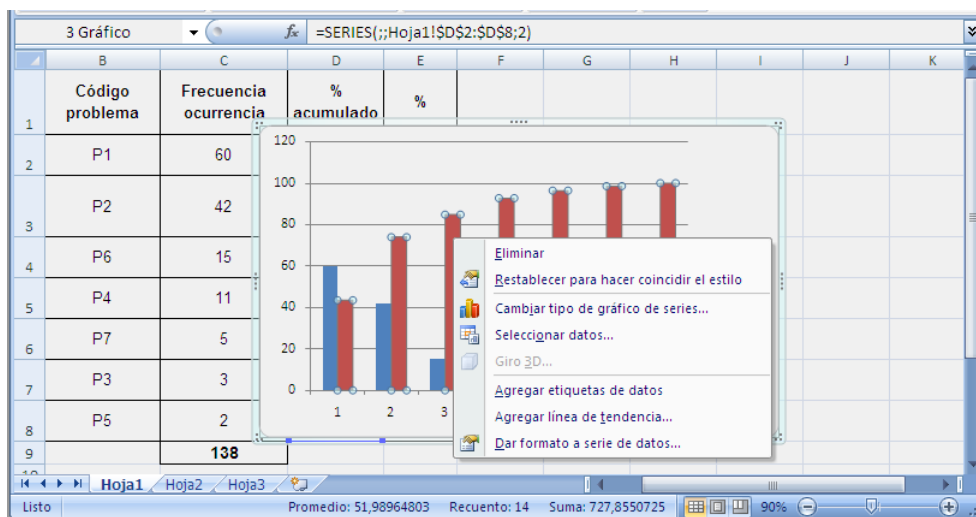 3 Gráfico fx =SERIES(;;Hoja1!$D$2:$D$8;2)
B C D E F G H I J K
1 Código problema Frecuencia ocurrencia % acumulado %
2 P1 60
3 P2 42
4 P6 15
5 P4 11
6 P7 5
7 P3 3
8 P5 2
9 138
120
100
80
60
40
20
0
1 2 3
Eliminar
Restablecer para hacer coincidir el estilo
Cambiar tipo de gráfico de series...
Seleccionar datos...
Giro 3D...
Agregar etiquetas de datos
Agregar línea de tendencia...
Dar formato a serie de datos...
Hoja1 Hoja2 Hoja3
Listo Promedio: 51,98964803 Recuento: 14 Suma: 727,8550725 90%